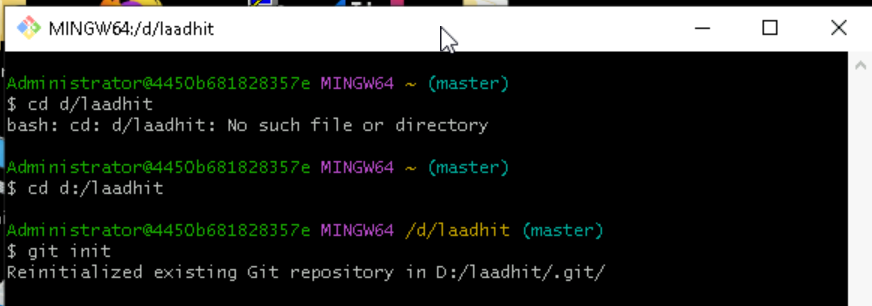 MINGW64:/d/laadhit
Administrator@4450b681828357e MINGW64 ~ (master)
$ cd d/laadhit
bash: cd: d/laadhit: No such file or directory
Administrator@4450b681828357e MINGW64 ~ (master)
$ cd d:/laadhit
Administrator@4450b681828357e MINGW64 /d/laadhit (master)
$ git init
Reinitialized existing Git repository in D:/laadhit/.git/